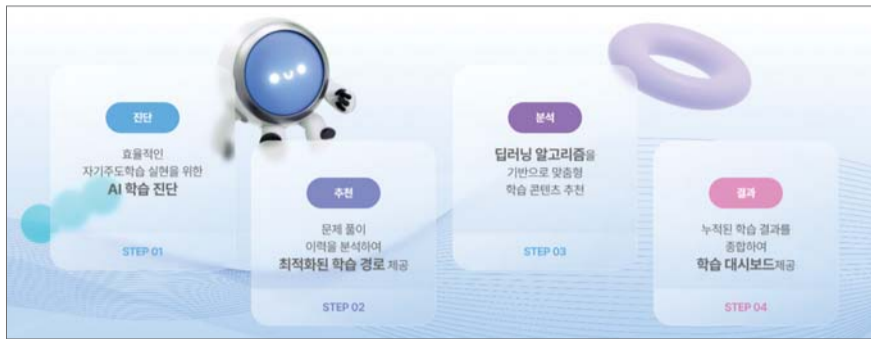 진단
효율적인
자기주도학습 실현을 위한
AI 학습 진단
STEP 01
추천
문제 풀이
이력을 분석하여
최적화된 학습 경로 제공
STEP 02
분석
딥러닝 알고리즘을
기반으로 맞춤형
학습 콘텐츠 추천
STEP 03
결과
누적된 학습 결과를
종합하여
학습 대시보드제공
STEP 04